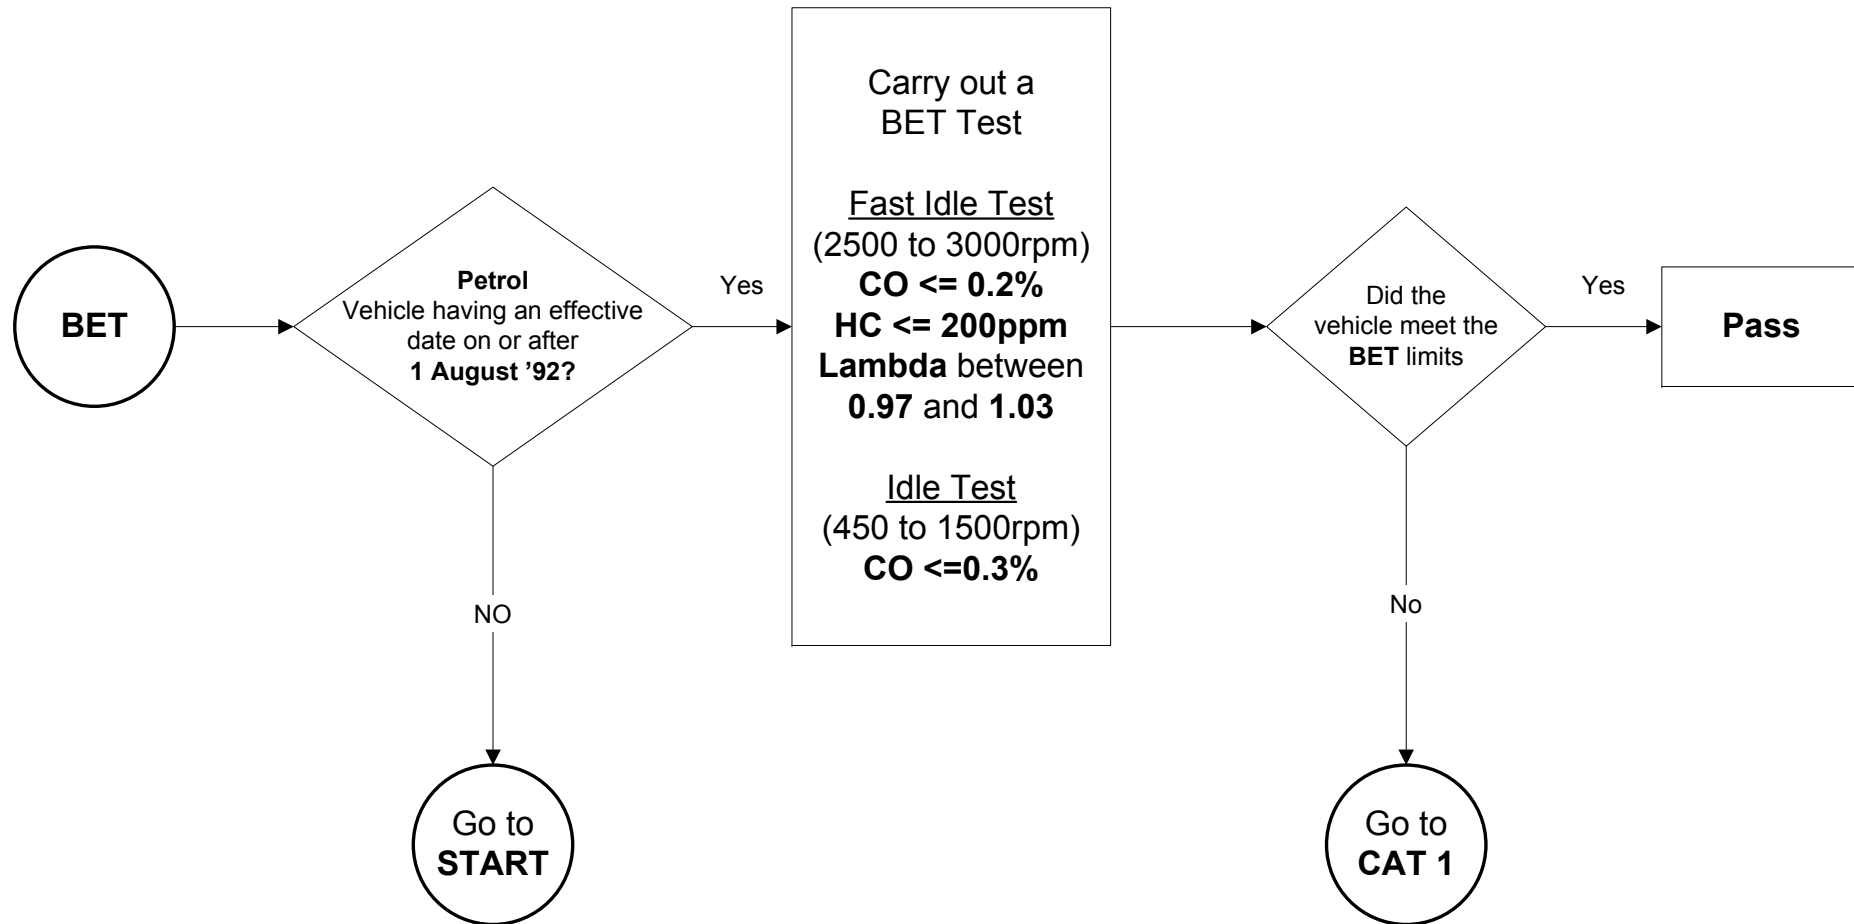 BET
Petrol
Vehicle having an effective
date on or after
1 August ’92?
Yes
NO
Go to
START
Carry out a
BET Test
Fast Idle Test
(2500 to 3000rpm)
CO <= 0.2%
HC <= 200ppm
Lambda between
0.97 and 1.03
Idle Test
(450 to 1500rpm)
CO <=0.3%
Did the
vehicle meet the
BET limits
Yes
Pass
No
Go to
CAT 1